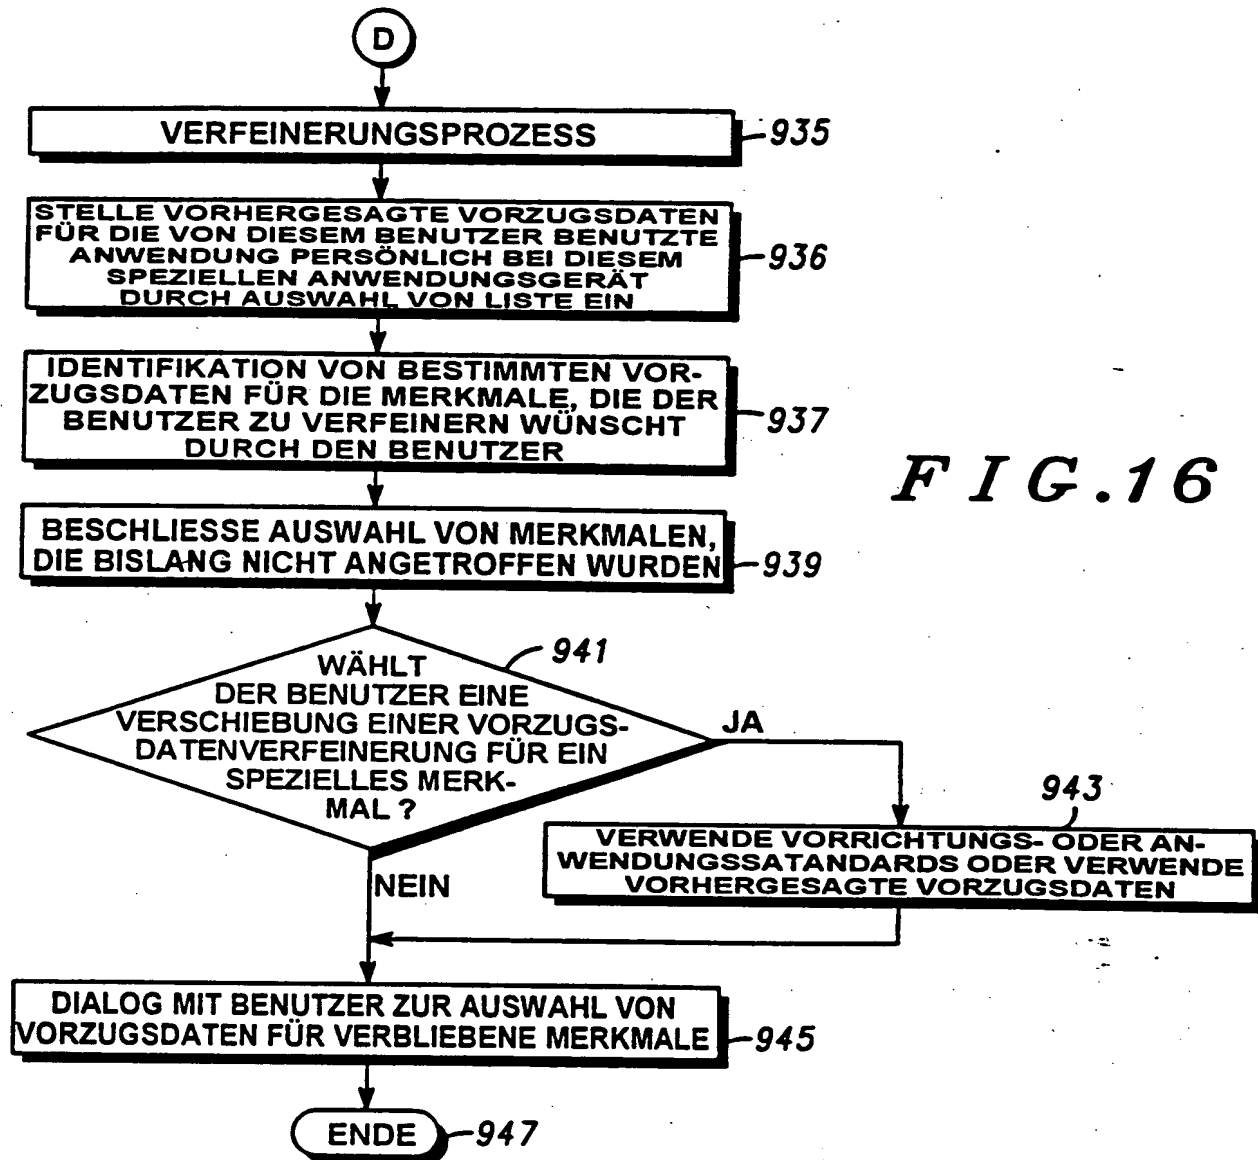 D
VERFEINERUNGSPROZESS
935
STELLE VORHERGESAGTE VORZUGSDATEN
FÜR DIE VON DIESEM BENUTZER BENUTZTE
ANWENDUNG PERSÖNLICH BEI DIESEM
SPEZIELLEN ANWENDUNGSGERÄT
DURCH AUSWAHL VON LISTE EIN
936
IDENTIFIKATION VON BESTIMMTEN VOR-
ZUGSDATEN FÜR DIE MERKMALE, DIE DER
BENUTZER ZU VERFEINERN WÜNSCHT
DURCH DEN BENUTZER
937
FIG.16
BESCHLIESSE AUSWAHL VON MERKMALEN,
DIE BISLANG NICHT ANGETROFFEN WURDEN
939
941
WÄHLT
DER BENUTZER EINE
VERSCHIEBUNG EINER VORZUGS-
DATENVERFEINERUNG FÜR EIN
SPEZIELLES MERK-
MAL ?
JA
943
VERWENDE VORRICHTUNGS- ODER AN-
WENDUNGSSATANDARDS ODER VERWENDE
VORHERGESAGTE VORZUGSDATEN
NEIN
DIALOG MIT BENUTZER ZUR AUSWAHL VON
VORZUGSDATEN FÜR VERBLIEBENE MERKMALE
945
ENDE
947